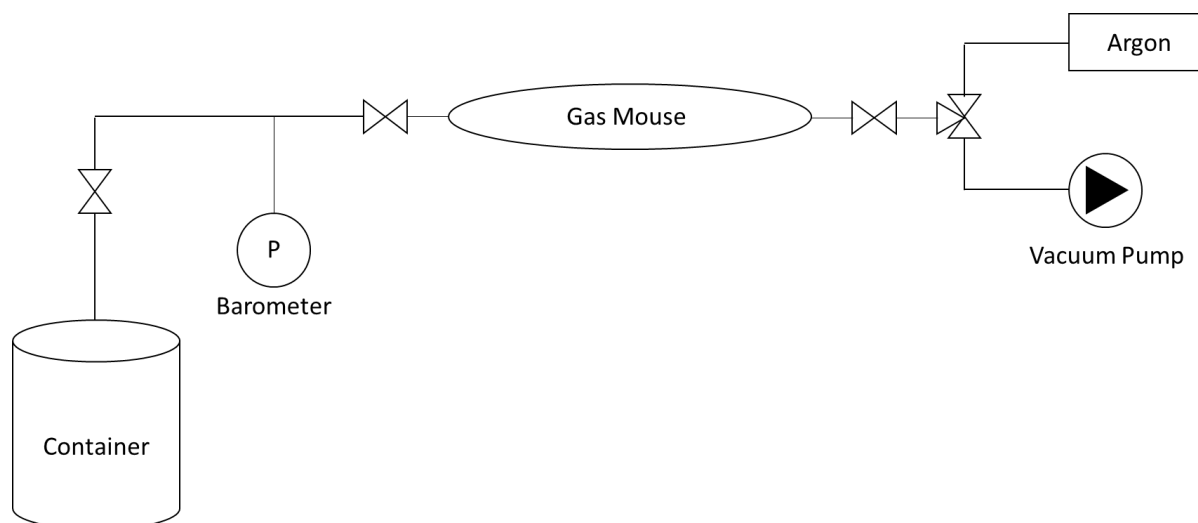 Argon
Gas Mouse
P
Barometer
Vacuum Pump
Container